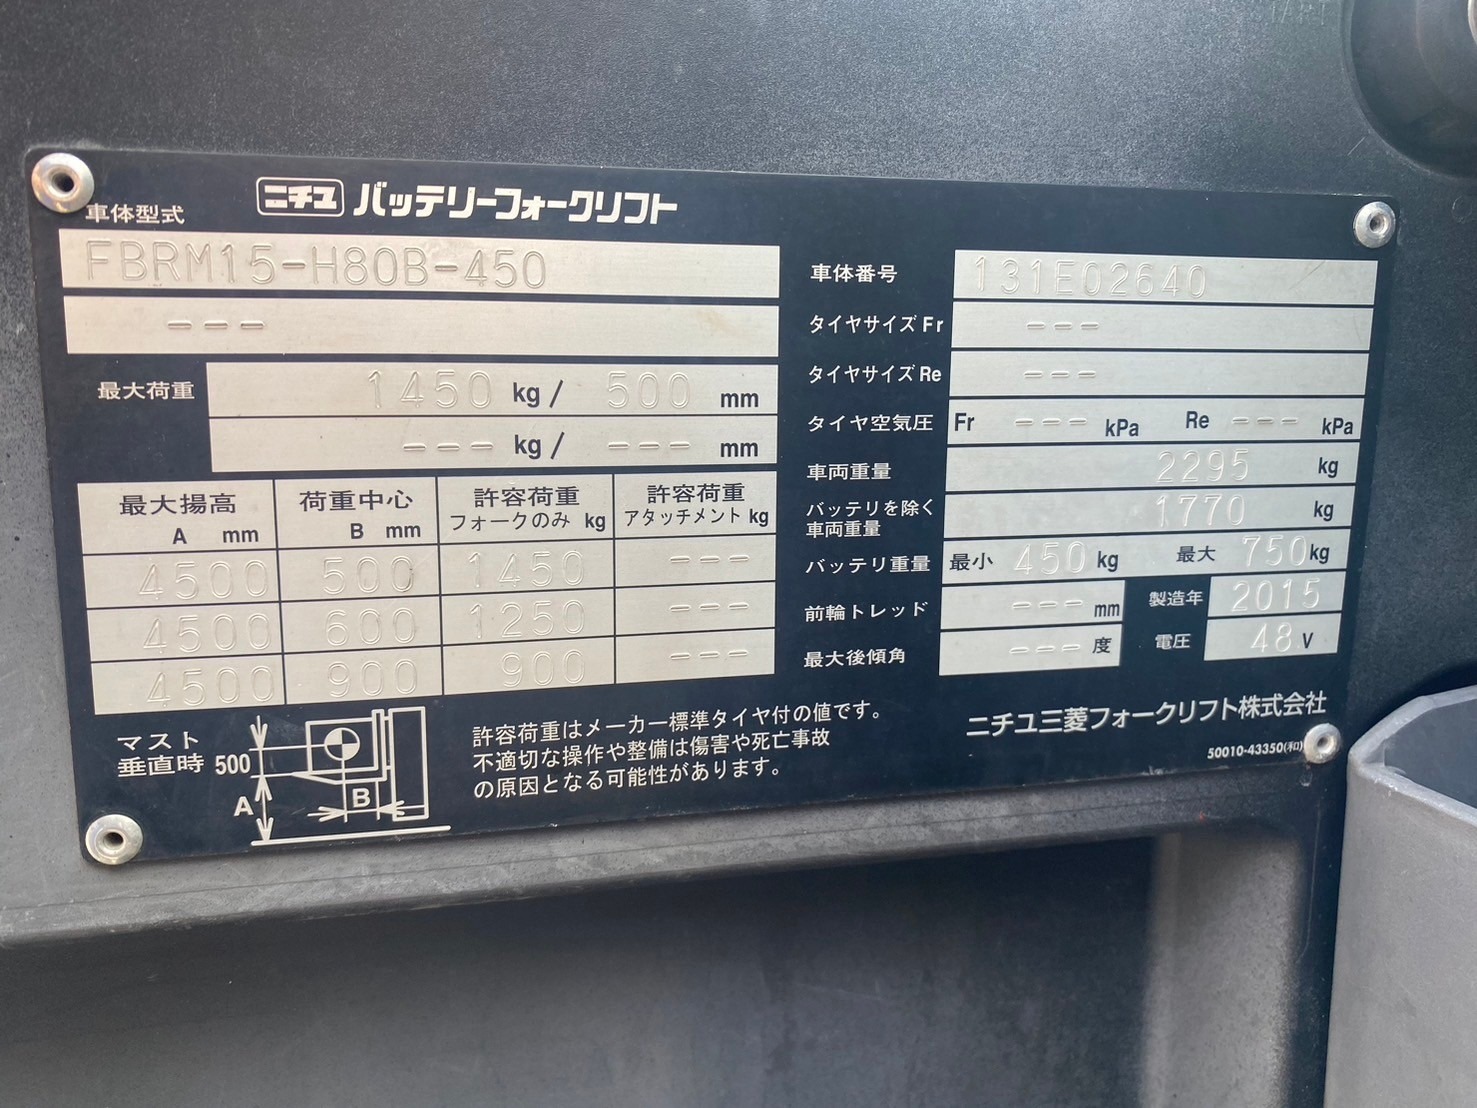 ニチユ バッテリーフォークリフト
車体型式
FBRM15-H80B-450
---
最大荷重 1450 kg/ 500 mm
--- kg/ --- mm
最大揚高 A mm 荷重中心 B mm 許容荷重 フォークのみ kg 許容荷重 アタッチメント kg
4500 500 1450 ---
4500 600 1250 ---
4500 900 900 ---
マスト
垂直時 500
A
B
許容荷重はメーカー標準タイヤ付の値です。
不適切な操作や整備は傷害や死亡事故
の原因となる可能性があります。
車体番号 131E02640
タイヤサイズ Fr ---
タイヤサイズ Re ---
タイヤ空気圧 Fr --- kPa Re --- kPa
車両重量 2295 kg
バッテリを除く
車両重量 1770 kg
バッテリ重量 最小 450 kg 最大 750 kg
前輪トレッド --- mm 製造年 2015
最大後傾角 --- 度 電圧 48 V
ニチユ三菱フォークリフト株式会社
50010-43350(和)